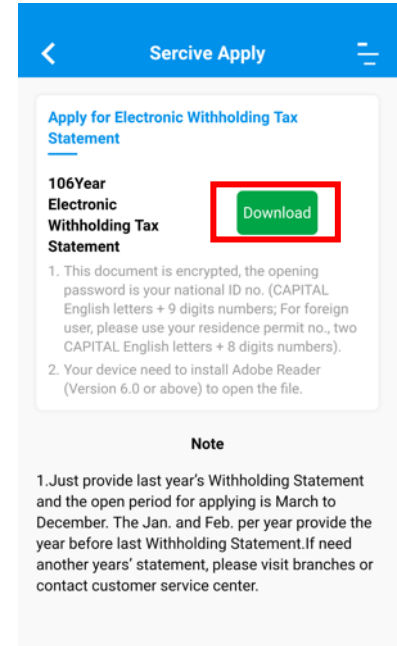 Sercive Apply
Apply for Electronic Withholding Tax
Statement
106Year
Electronic
Withholding Tax
Statement
Download
1. This document is encrypted, the opening
password is your national ID no. (CAPITAL
English letters + 9 digits numbers; For foreign
user, please use your residence permit no., two
CAPITAL English letters + 8 digits numbers).
2. Your device need to install Adobe Reader
(Version 6.0 or above) to open the file.
Note
1.Just provide last year's Withholding Statement
and the open period for applying is March to
December. The Jan. and Feb. per year provide the
year before last Withholding Statement.If need
another years' statement, please visit branches or
contact customer service center.